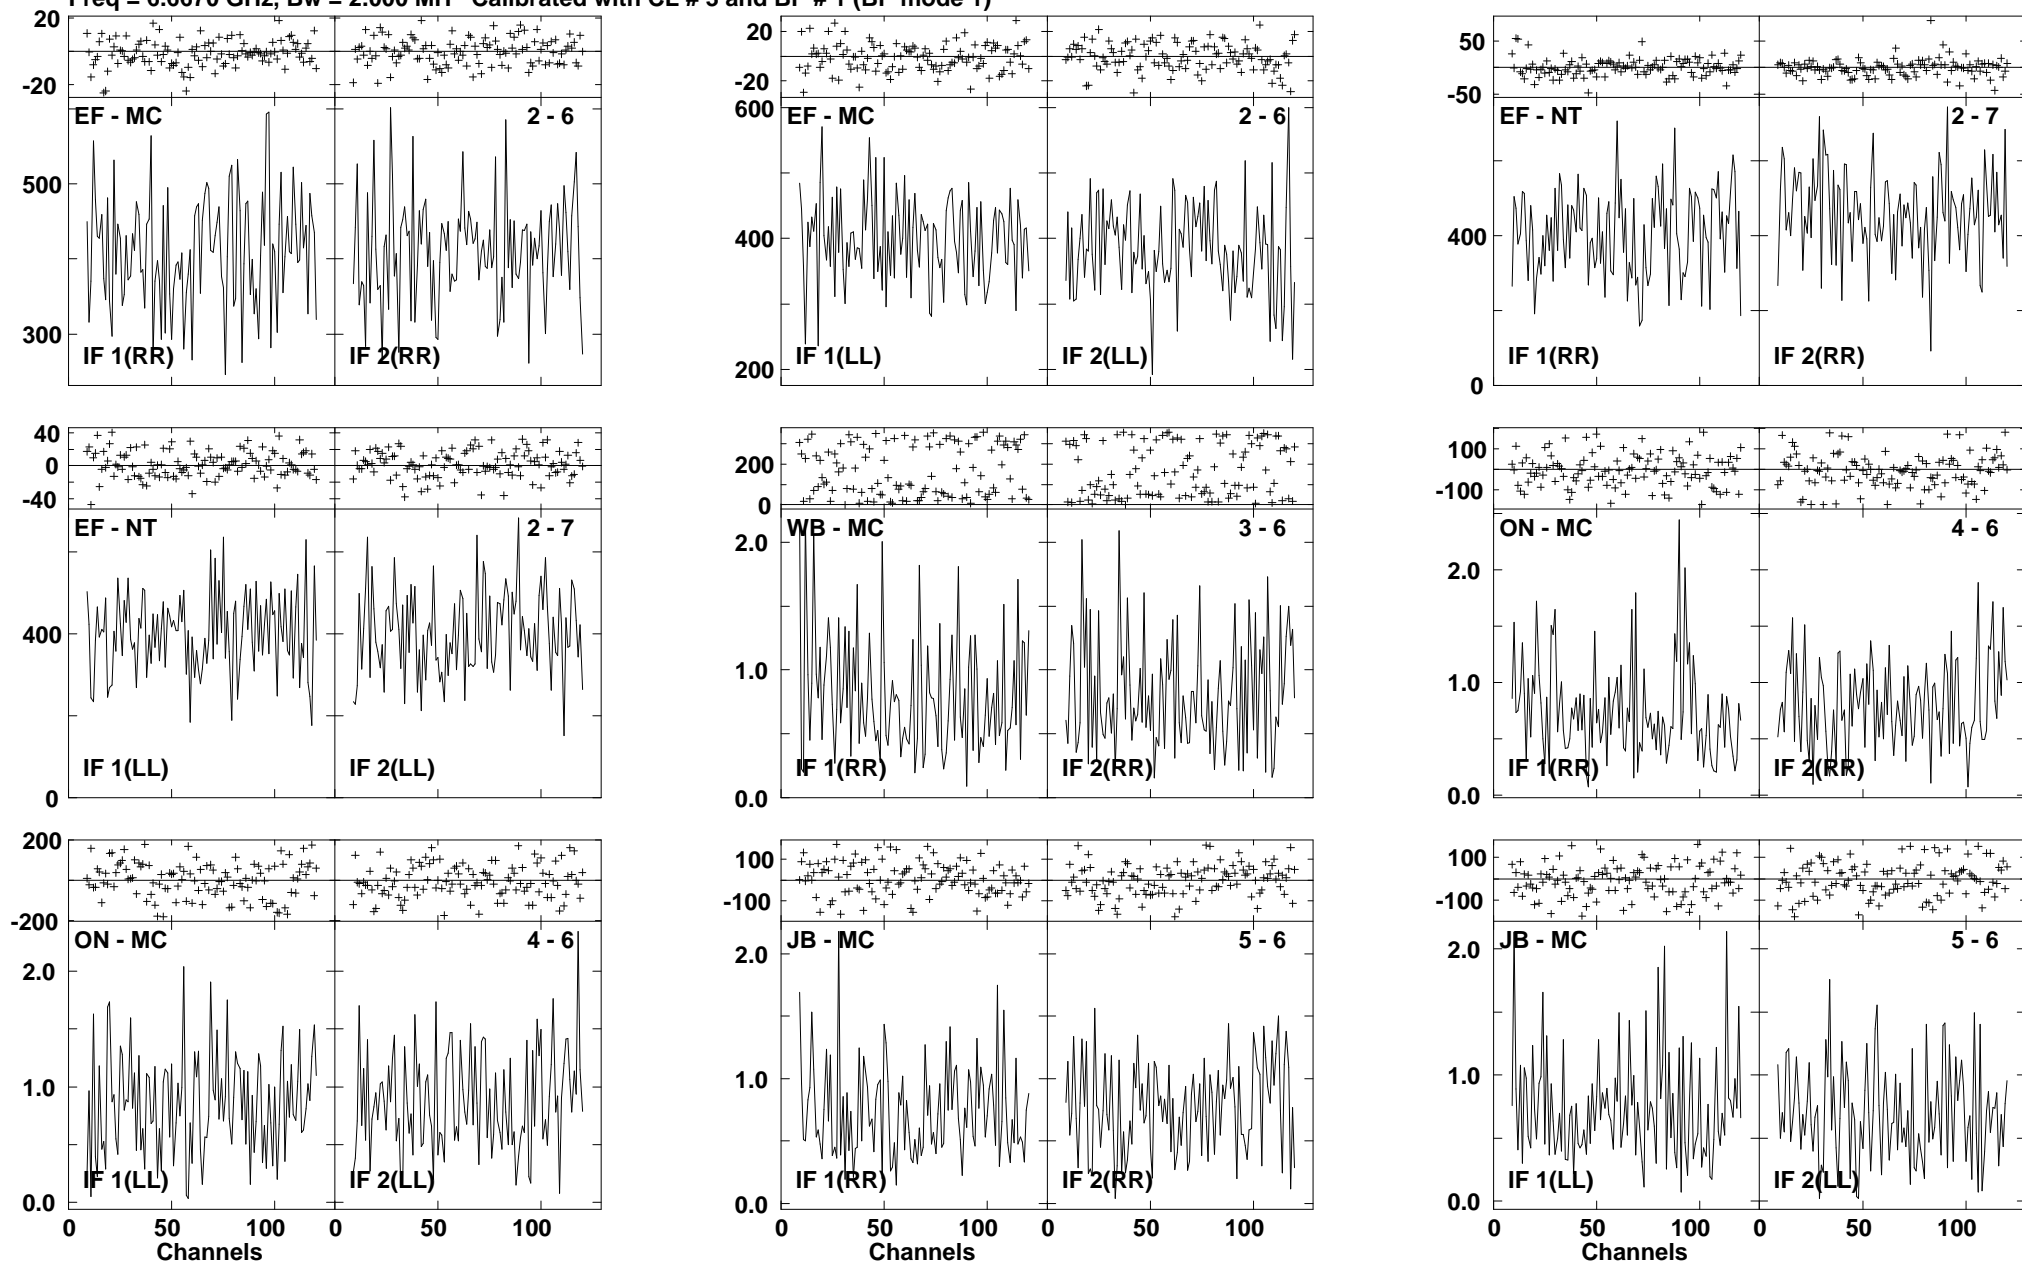 Calibrated with CL # 3 and BP # 1 (BP mode 1)
20
-20
EF - MC 2 - 6
500
300
IF 1(RR) IF 2(RR)
20
-20
600
EF - MC 2 - 6
400
200
IF 1(LL) IF 2(LL)
50
-50
EF - NT 2 - 7
400
0
IF 1(RR) IF 2(RR)
40
0
-40
EF - NT 2 - 7
400
0
IF 1(LL) IF 2(LL)
200
0
WB - MC 3 - 6
2.0
1.0
0.0
IF 1(RR) IF 2(RR)
100
-100
ON - MC 4 - 6
2.0
1.0
0.0
IF 1(RR) IF 2(RR)
200
-200
ON - MC 4 - 6
2.0
1.0
0.0
IF 1(LL) IF 2(LL)
0 50 100 0 50 100
Channels
100
-100
JB - MC 5 - 6
2.0
1.0
0.0
IF 1(RR) IF 2(RR)
0 50 100 0 50 100
Channels
100
-100
JB - MC 5 - 6
2.0
1.0
0.0
IF 1(LL) IF 2(LL)
0 50 100 0 50 100
Channels